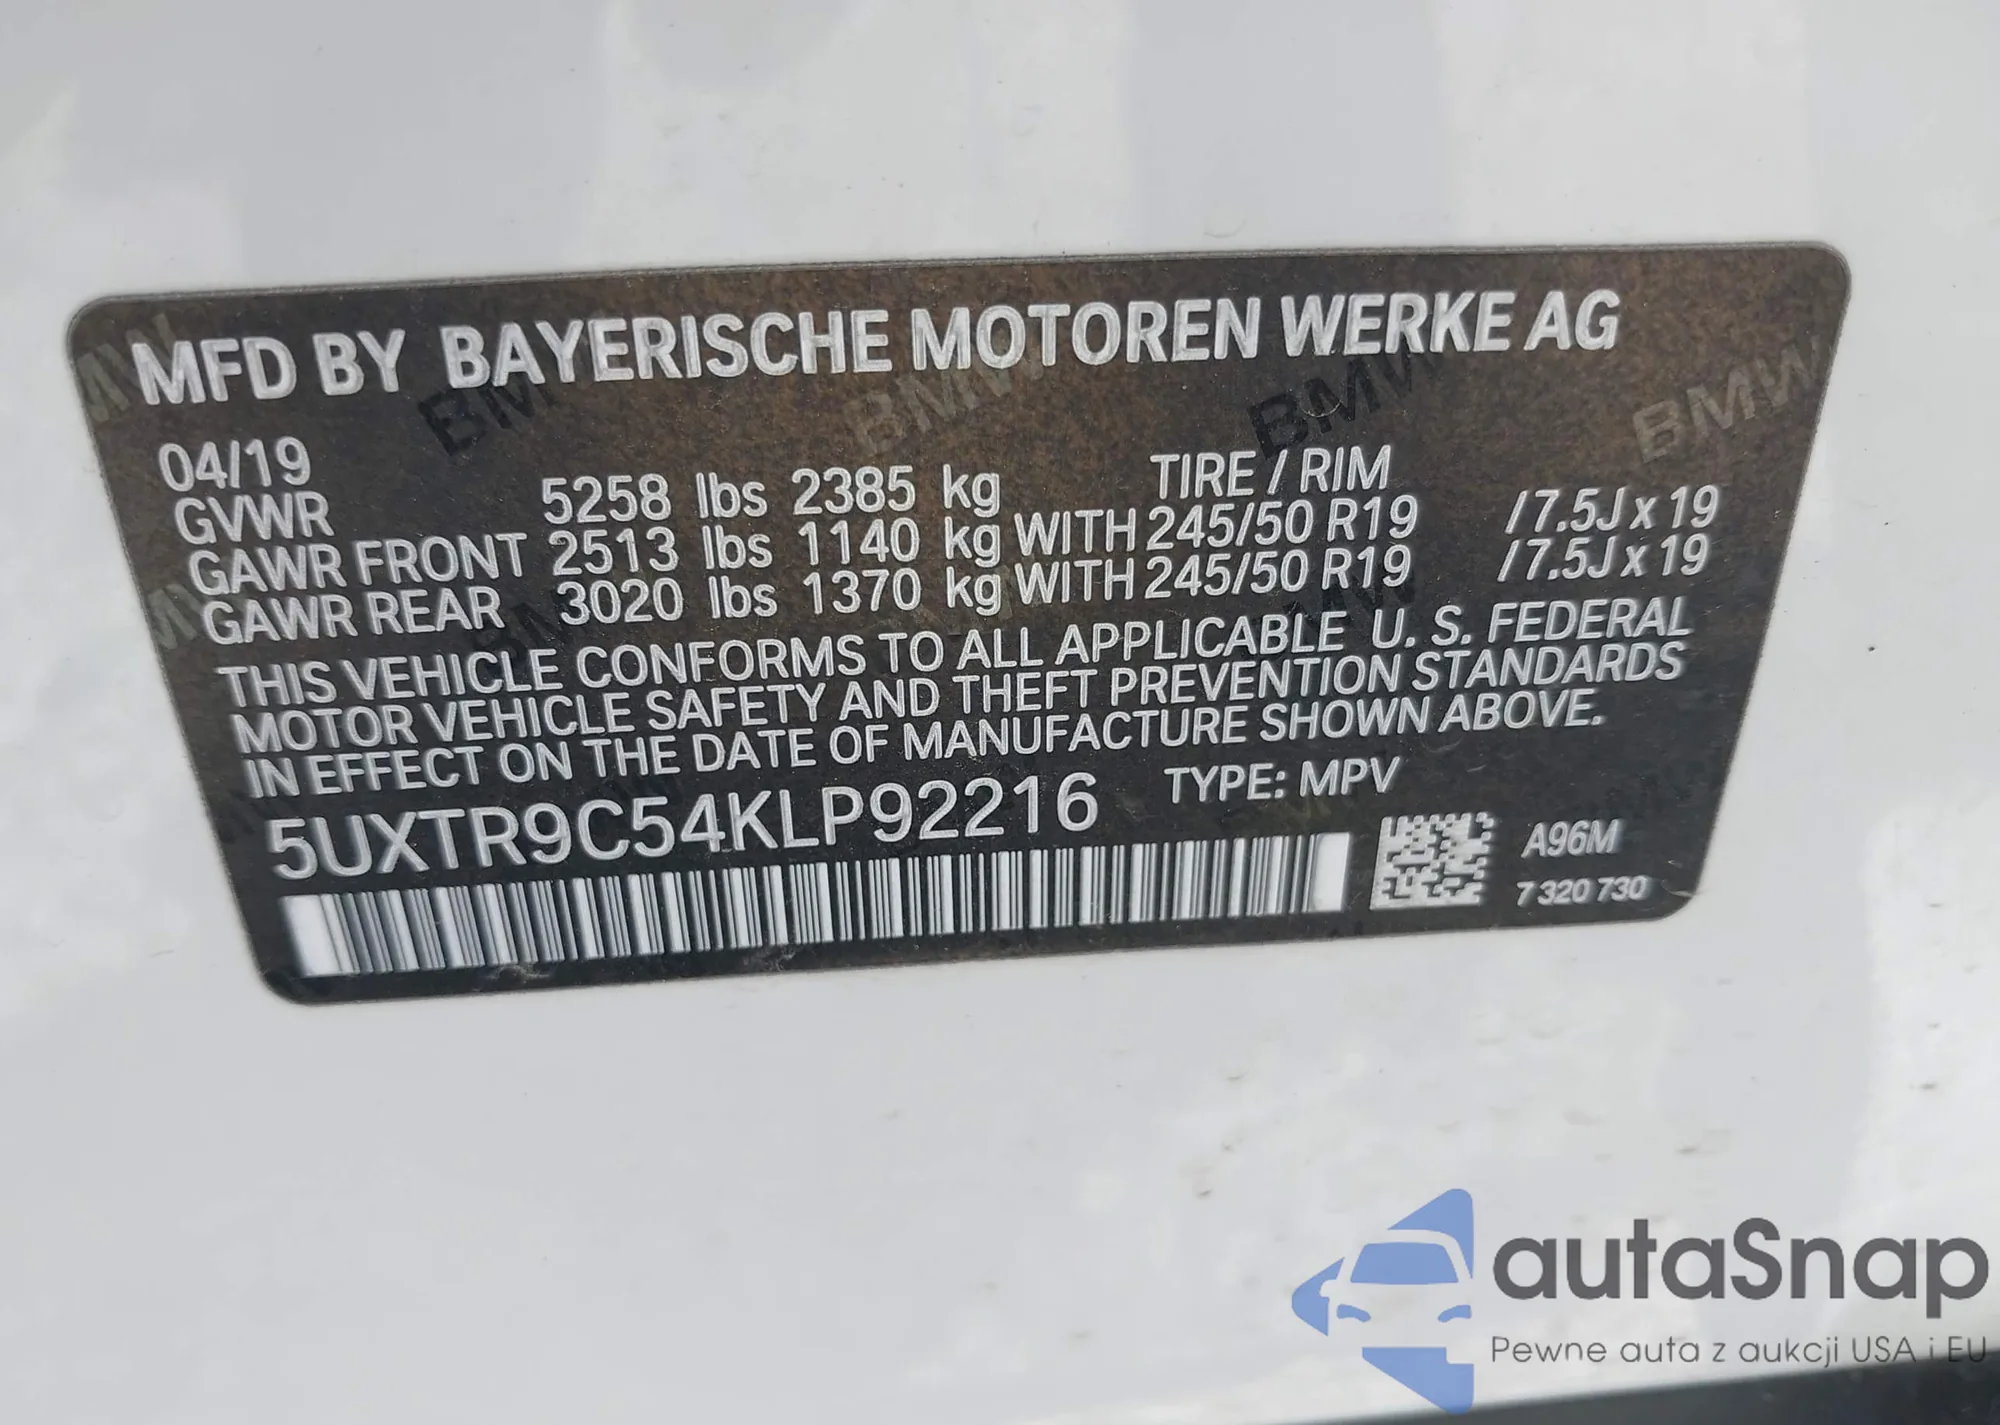 MFD BY BAYERISCHE MOTOREN WERKE AG
04/19 TIRE / RIM
GVWR 5258 lbs 2385 kg
GAWR FRONT 2513 lbs 1140 kg WITH 245/50 R19 /7.5J x 19
GAWR REAR 3020 lbs 1370 kg WITH 245/50 R19 /7.5J x 19
THIS VEHICLE CONFORMS TO ALL APPLICABLE U. S. FEDERAL
MOTOR VEHICLE SAFETY AND THEFT PREVENTION STANDARDS
IN EFFECT ON THE DATE OF MANUFACTURE SHOWN ABOVE.
5UXTR9C54KLP92216 TYPE: MPV
A96M
7 320 730
BMW BMW BMW BMW
autaSnap
Pewne auta z aukcji USA i EU